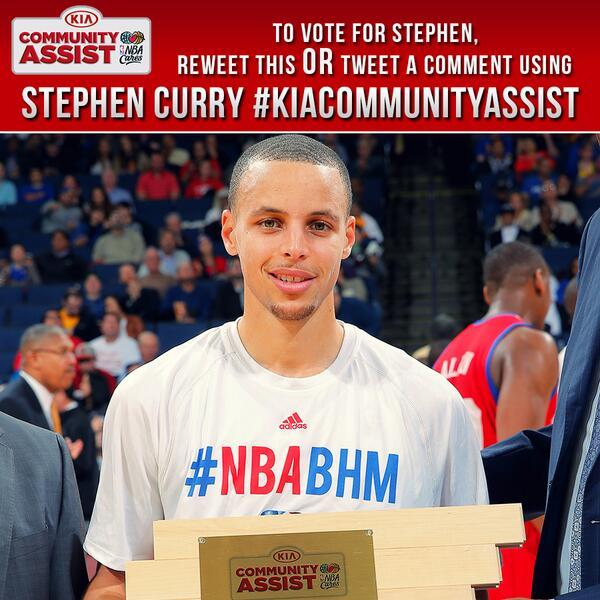 KIA
COMMUNITY
ASSIST
NBA
Cares
TO VOTE FOR STEPHEN,
REWEET THIS OR TWEET A COMMENT USING
STEPHEN CURRY #KIACOMMUNITYASSIST
adidas
#NBABHM
KIA
COMMUNITY
ASSIST
NBA
Cares